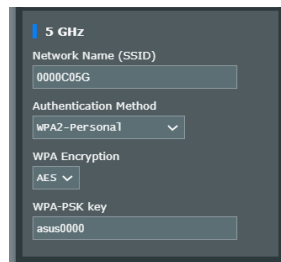 5 GHz
Network Name (SSID)
0000C05G
Authentication Method
WPA2-Personal
WPA Encryption
AES
WPA-PSK key
asus0000